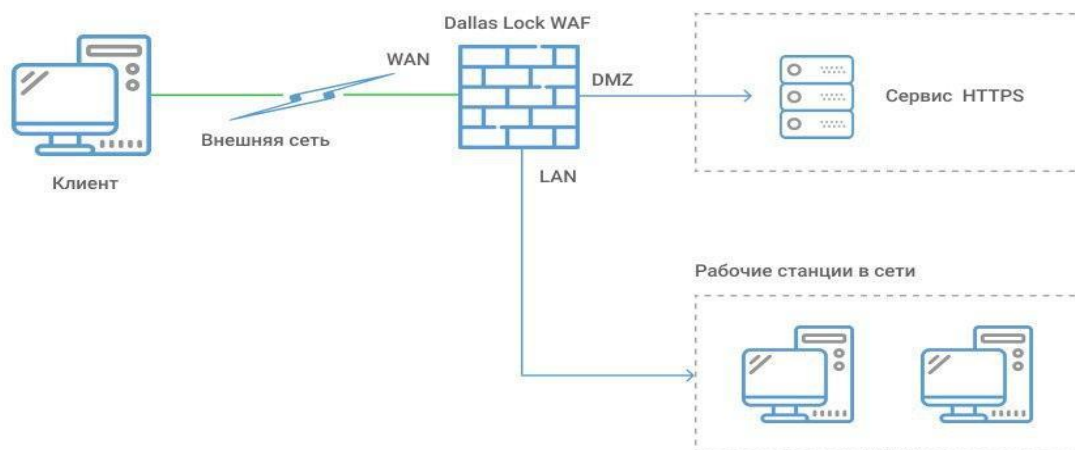 Dallas Lock WAF
WAN
DMZ
Сервис HTTPS
Внешняя сеть
Клиент
LAN
Рабочие станции в сети